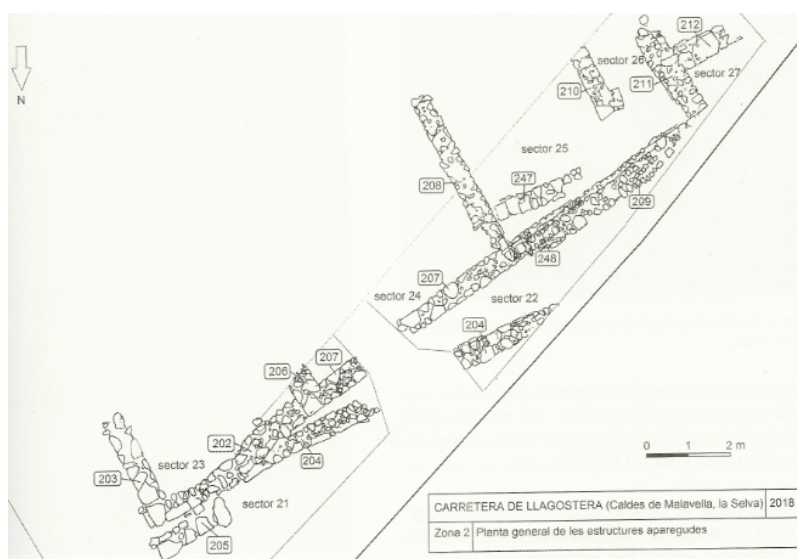 212
sector 26
sector 27
211
210
N
208
sector 25
247
209
248
207
sector 24
sector 22
204
206
207
202
204
203
sector 23
sector 21
205
0 1 2 m
CARRETERA DE LLAGOSTERA (Caldes de Malavella, la Selva) 2018
Zona 2 Planta general de les estructures aparegudes